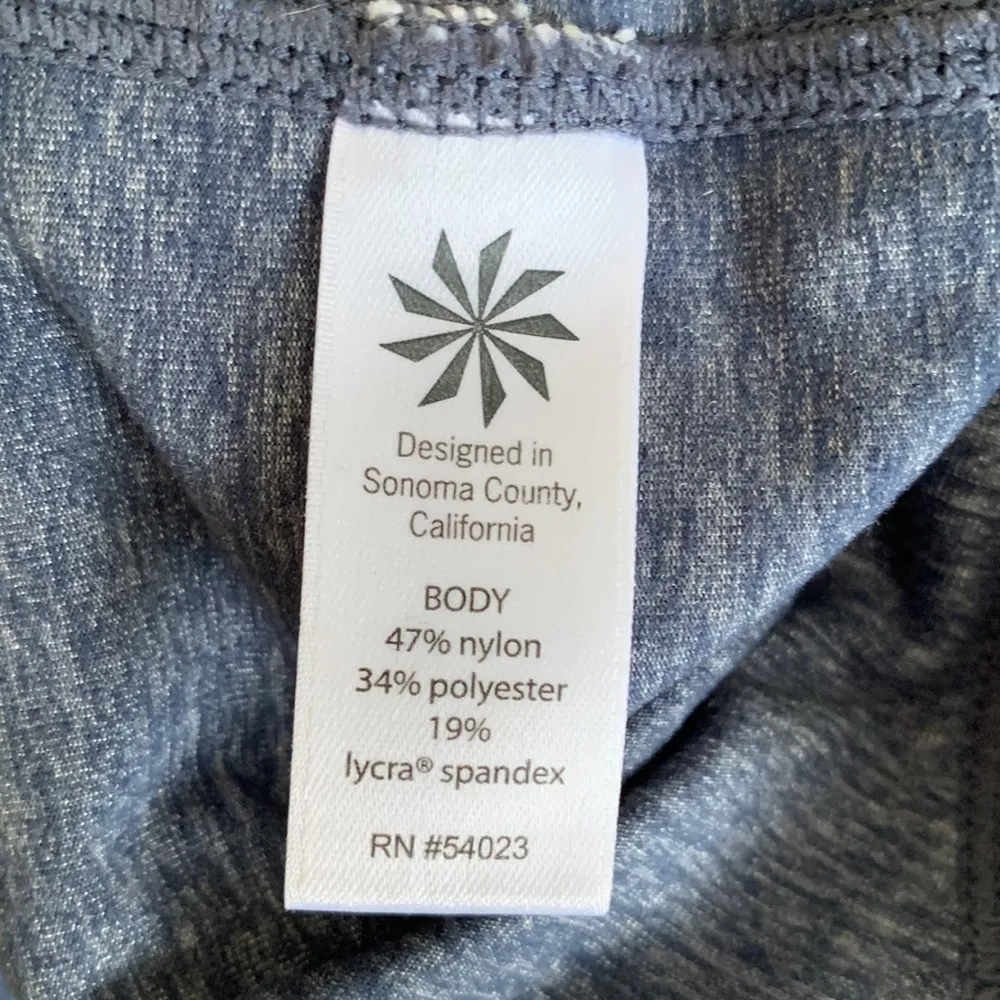 Designed in
Sonoma County,
California
BODY
47% nylon
34% polyester
19%
lycra® spandex
RN #54023